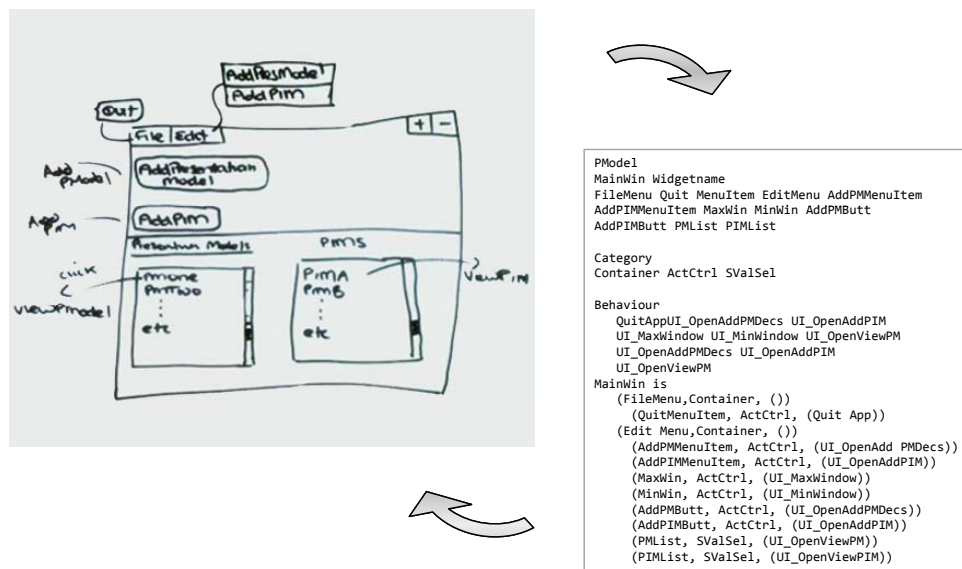 AddPresModel
AddPim
Quit
File Edit
+ -
Add
PModel
AddPresentation
Model
Add
Pim
AddPim
Presentation Models
PIMS
click
viewPmodel
PMTwo
etc
PIMA
PIMB
etc
ViewPIM
PModel
MainWin Widgetname
FileMenu Quit MenuItem EditMenu AddPMMenuItem
AddPIMMenuItem MaxWin MinWin AddPMButt
AddPIMButt PMList PIMList
Category
Container ActCtrl SValSel
Behaviour
QuitAppUI_OpenAddPMDecs UI_OpenAddPIM
UI_MaxWindow UI_MinWindow UI_OpenViewPM
UI_OpenAddPMDecs UI_OpenAddPIM
UI_OpenViewPM
MainWin is
(FileMenu,Container, ())
(QuitMenuItem, ActCtrl, (Quit App))
(Edit Menu,Container, ())
(AddPMMenuItem, ActCtrl, (UI_OpenAdd PMDecs))
(AddPIMMenuItem, ActCtrl, (UI_OpenAddPIM))
(MaxWin, ActCtrl, (UI_MaxWindow))
(MinWin, ActCtrl, (UI_MinWindow))
(AddPMButt, ActCtrl, (UI_OpenAddPMDecs))
(AddPIMButt, ActCtrl, (UI_OpenAddPIM))
(PMList, SValSel, (UI_OpenViewPM))
(PIMList, SValSel, (UI_OpenViewPIM))